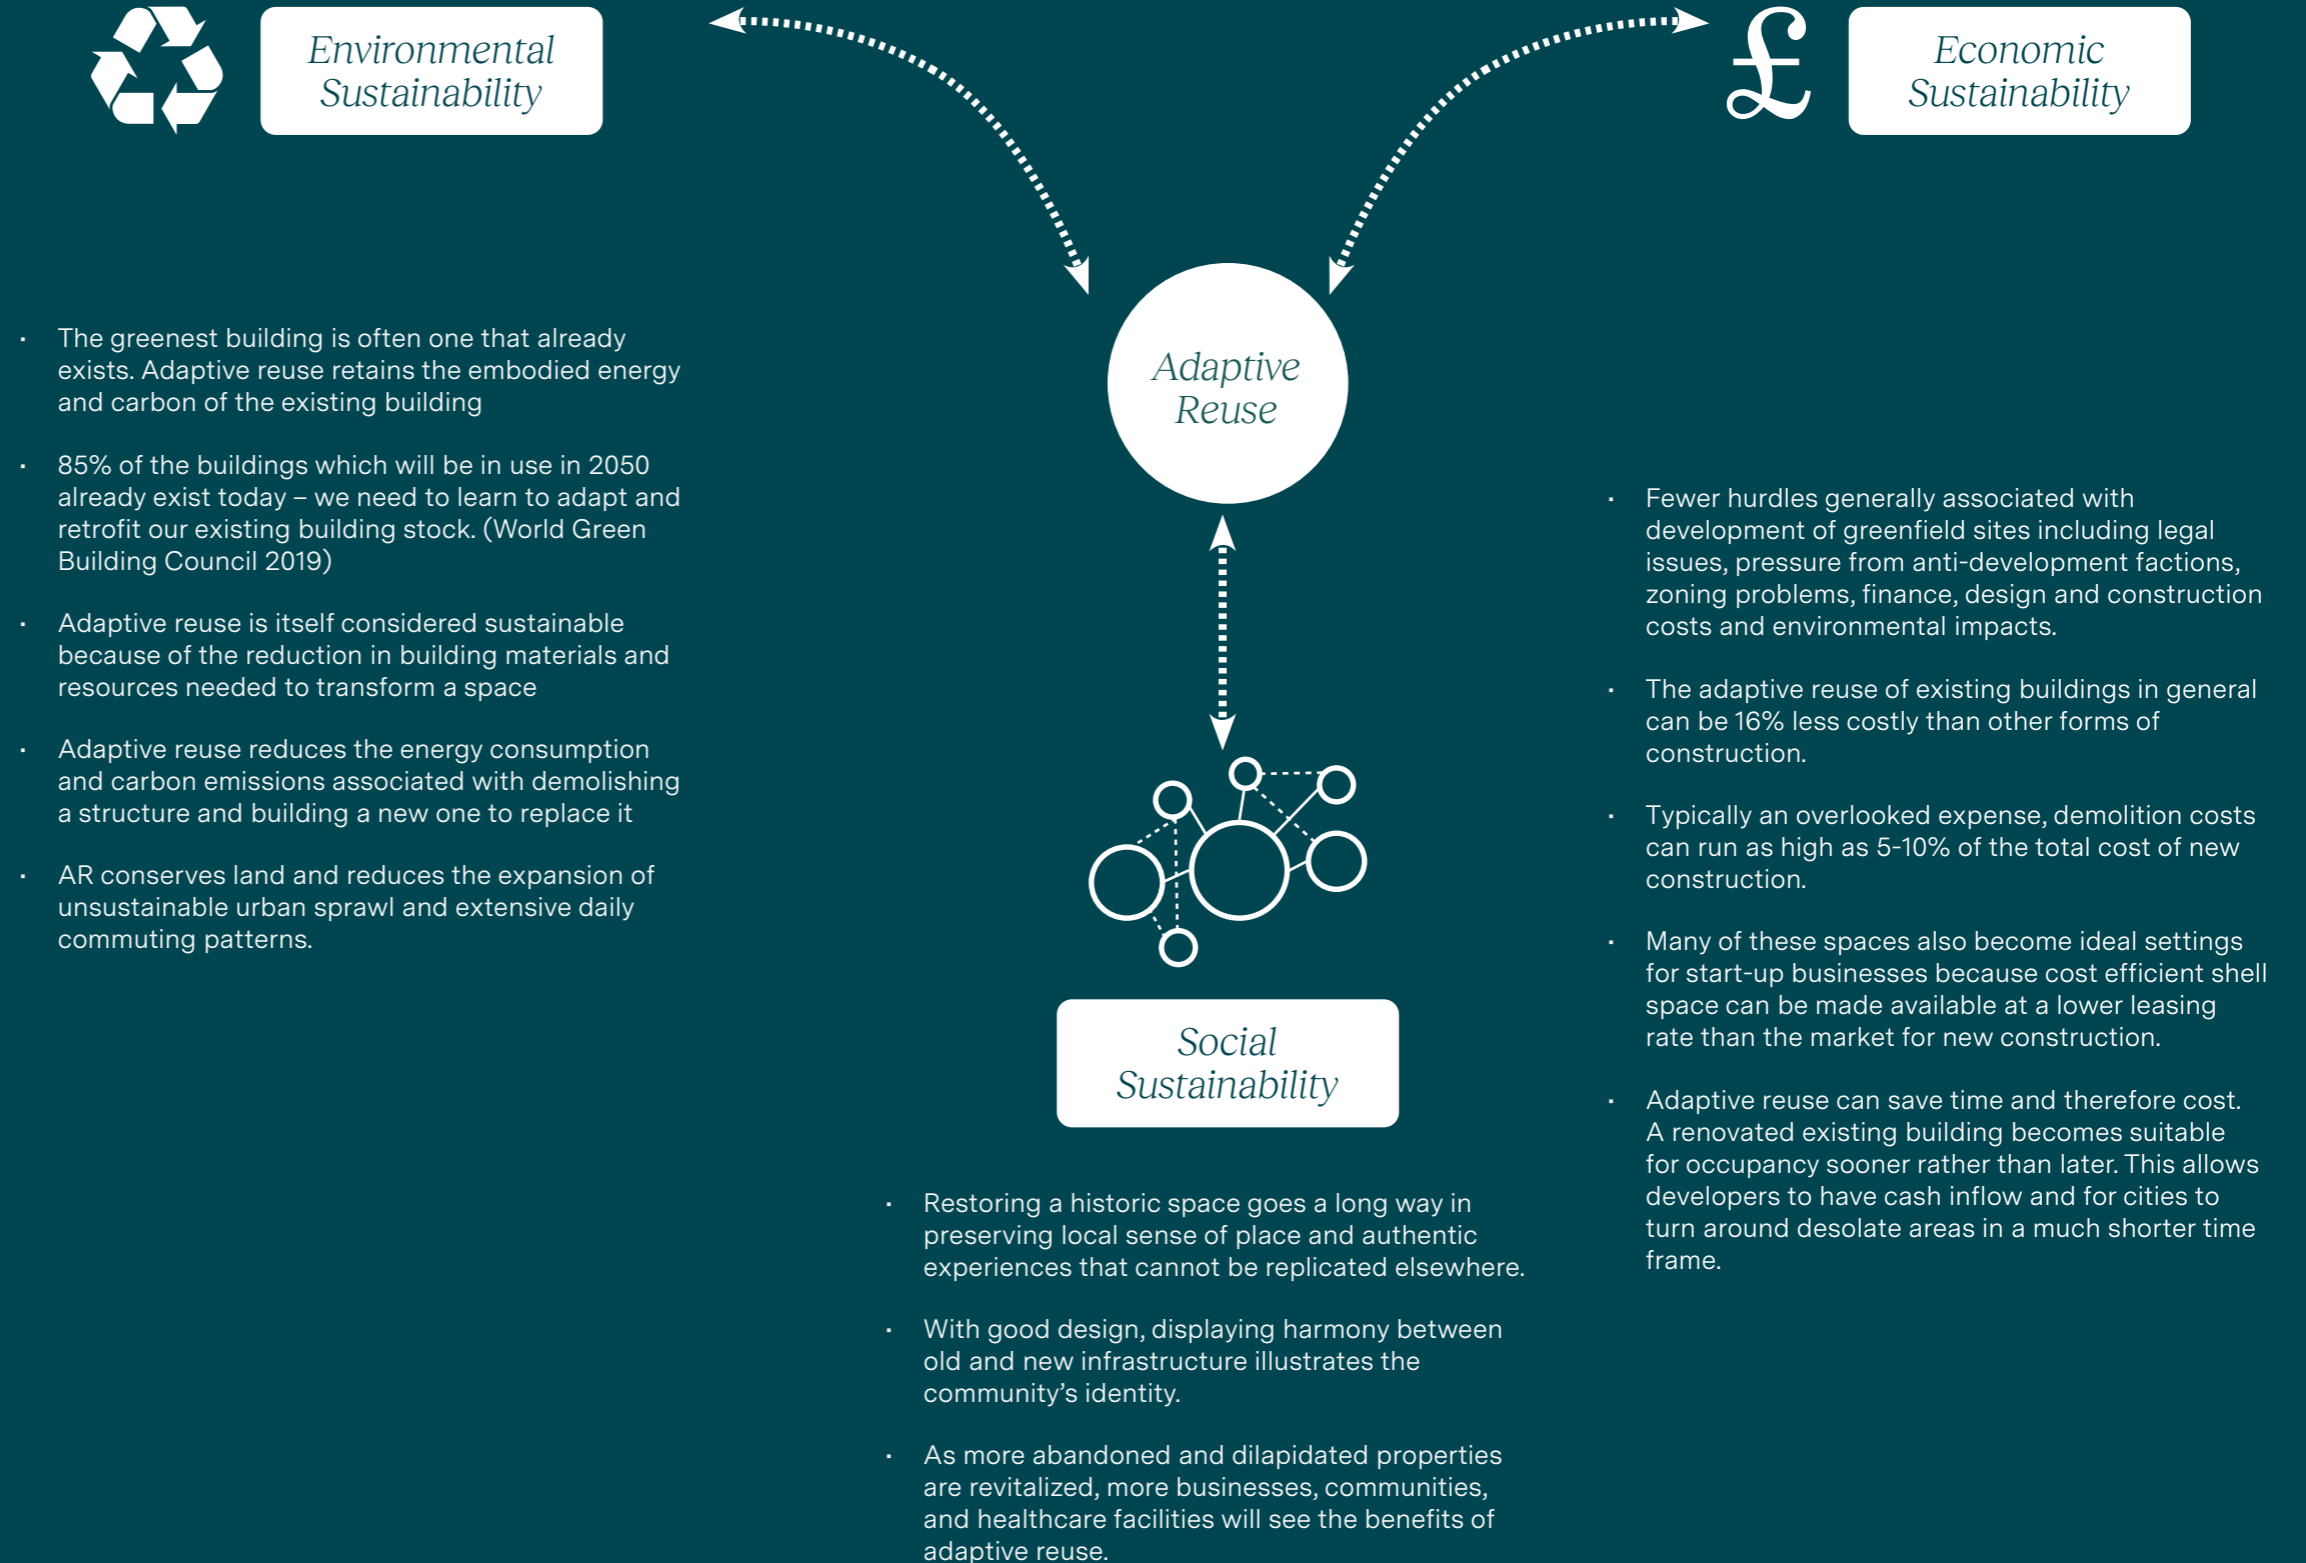 Environmental
Sustainability
£
Economic
Sustainability
Adaptive
Reuse
· The greenest building is often one that already
exists. Adaptive reuse retains the embodied energy
and carbon of the existing building
· 85% of the buildings which will be in use in 2050
already exist today – we need to learn to adapt and
retrofit our existing building stock. (World Green
Building Council 2019)
· Adaptive reuse is itself considered sustainable
because of the reduction in building materials and
resources needed to transform a space
· Adaptive reuse reduces the energy consumption
and carbon emissions associated with demolishing
a structure and building a new one to replace it
· AR conserves land and reduces the expansion of
unsustainable urban sprawl and extensive daily
commuting patterns.
Social
Sustainability
· Restoring a historic space goes a long way in
preserving local sense of place and authentic
experiences that cannot be replicated elsewhere.
· With good design, displaying harmony between
old and new infrastructure illustrates the
community’s identity.
· As more abandoned and dilapidated properties
are revitalized, more businesses, communities,
and healthcare facilities will see the benefits of
adaptive reuse.
· Fewer hurdles generally associated with
development of greenfield sites including legal
issues, pressure from anti-development factions,
zoning problems, finance, design and construction
costs and environmental impacts.
· The adaptive reuse of existing buildings in general
can be 16% less costly than other forms of
construction.
· Typically an overlooked expense, demolition costs
can run as high as 5-10% of the total cost of new
construction.
· Many of these spaces also become ideal settings
for start-up businesses because cost efficient shell
space can be made available at a lower leasing
rate than the market for new construction.
· Adaptive reuse can save time and therefore cost.
A renovated existing building becomes suitable
for occupancy sooner rather than later. This allows
developers to have cash inflow and for cities to
turn around desolate areas in a much shorter time
frame.